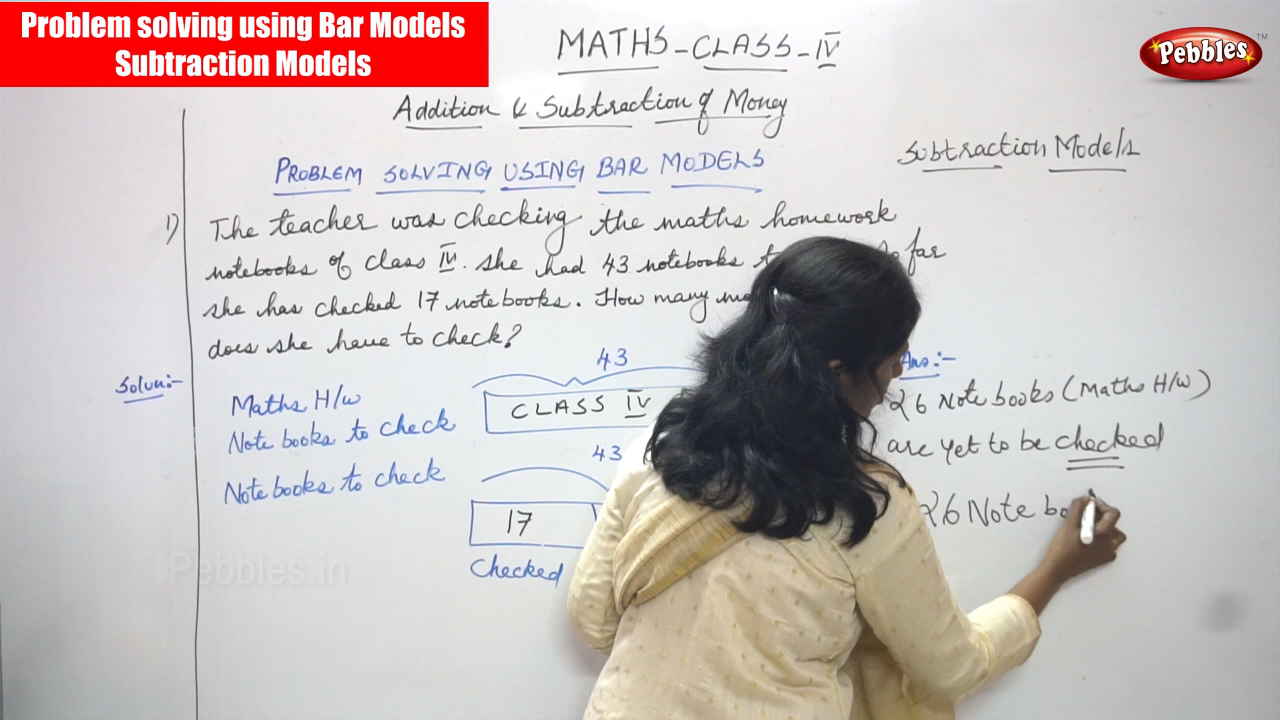 Problem solving using Bar Models
Subtraction Models
MATHS - CLASS - IV
Pebbles TM
Addition & Subtraction of Money
Subtraction Models
PROBLEM SOLVING USING BAR MODELS
1) The teacher was checking the maths homework
notebooks of class IV. She had 43 notebooks far
she has checked 17 notebooks. How many
does she have to check?
Solun:-
Maths H/w
Note books to check
43
CLASS IV
43
Note books to check
17
Checked
Ans:-
26 Note books (Maths H/w)
are yet to be checked
26 Note bo
Pebbles.in